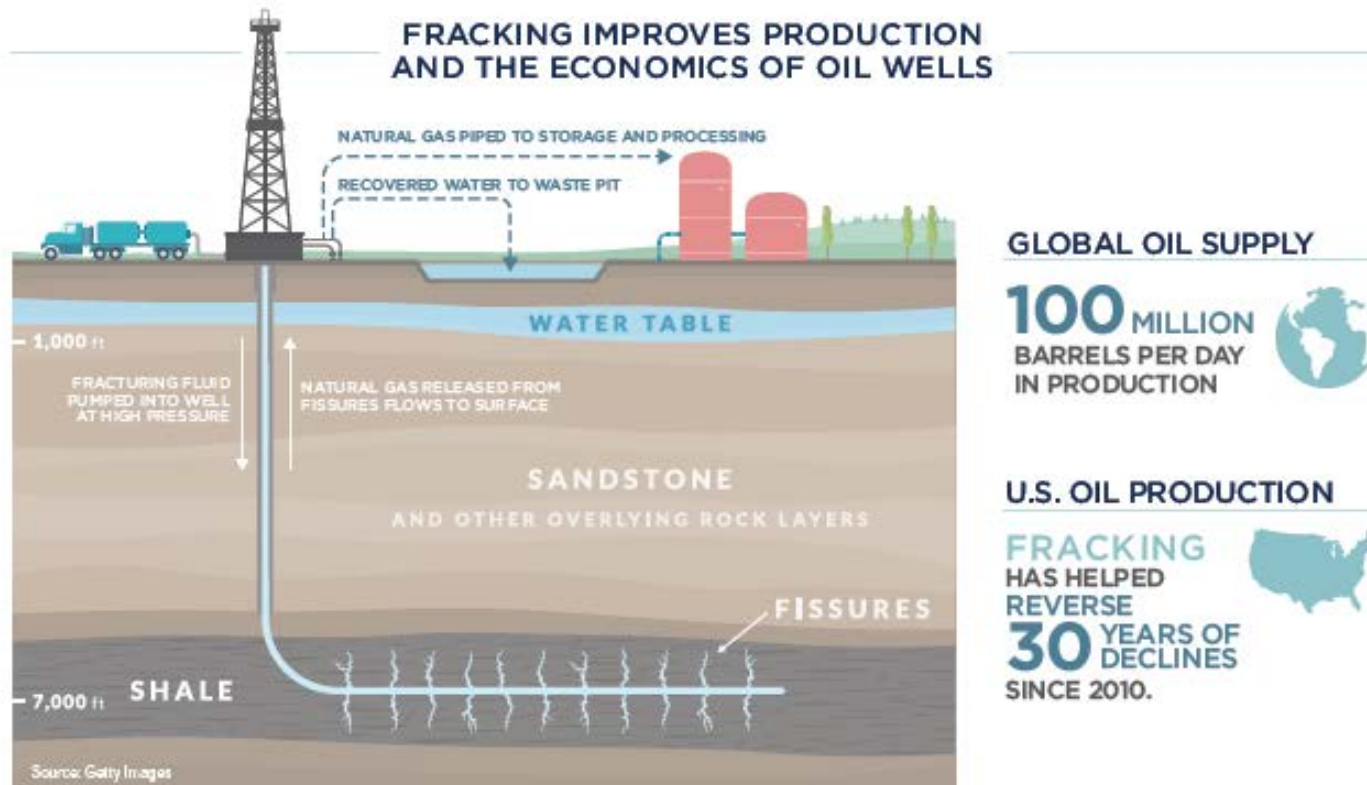 FRACKING IMPROVES PRODUCTION
AND THE ECONOMICS OF OIL WELLS
NATURAL GAS PIPED TO STORAGE AND PROCESSING
RECOVERED WATER TO WASTE PIT
WATER TABLE
1,000 ft
FRACTURING FLUID
PUMPED INTO WELL
AT HIGH PRESSURE
NATURAL GAS RELEASED FROM
FISSURES FLOWS TO SURFACE
SANDSTONE
AND OTHER OVERLYING ROCK LAYERS
FISSURES
SHALE
7,000 ft
Source: Getty Images
GLOBAL OIL SUPPLY
100 MILLION
BARRELS PER DAY
IN PRODUCTION
U.S. OIL PRODUCTION
FRACKING
HAS HELPED
REVERSE
30 YEARS OF
DECLINES
SINCE 2010.